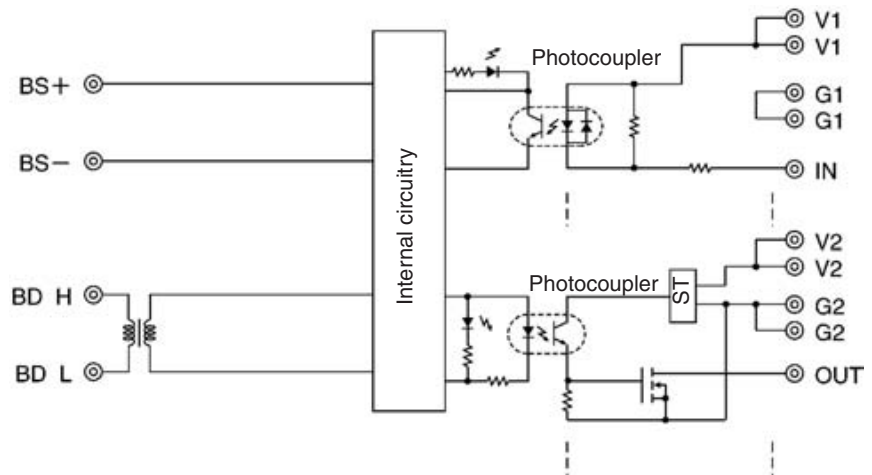 V1
Photocoupler
V1
BS+
G1
G1
BS−
IN
Internal circuitry
V2
Photocoupler
ST
V2
BD H
G2
G2
BD L
OUT